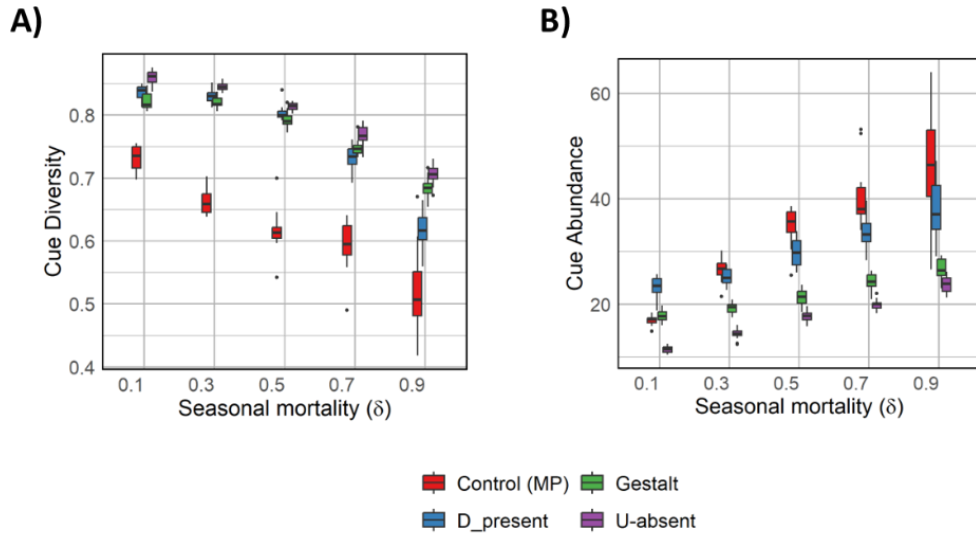 A)
B)
Cue Diversity
0.8
0.7
0.6
0.5
0.4
0.1 0.3 0.5 0.7 0.9
Seasonal mortality (δ)
Cue Abundance
60
40
20
0.1 0.3 0.5 0.7 0.9
Seasonal mortality (δ)
Control (MP) Gestalt
D_present U-absent